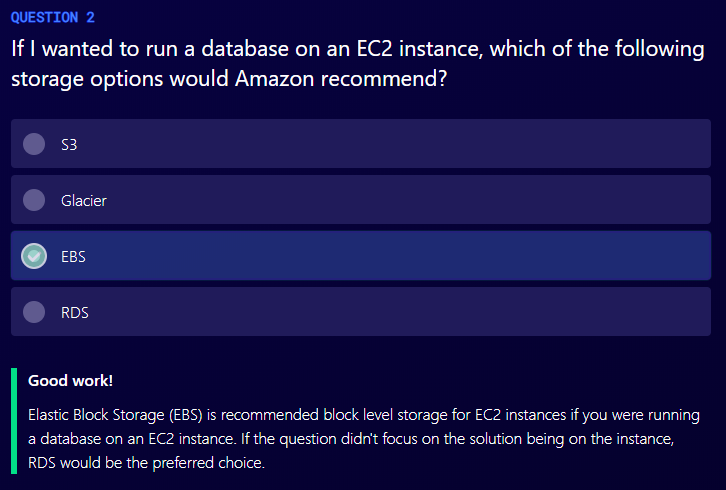 QUESTION 2
If I wanted to run a database on an EC2 instance, which of the following
storage options would Amazon recommend?
S3
Glacier
EBS
RDS
Good work!
Elastic Block Storage (EBS) is recommended block level storage for EC2 instances if you were running
a database on an EC2 instance. If the question didn't focus on the solution being on the instance,
RDS would be the preferred choice.